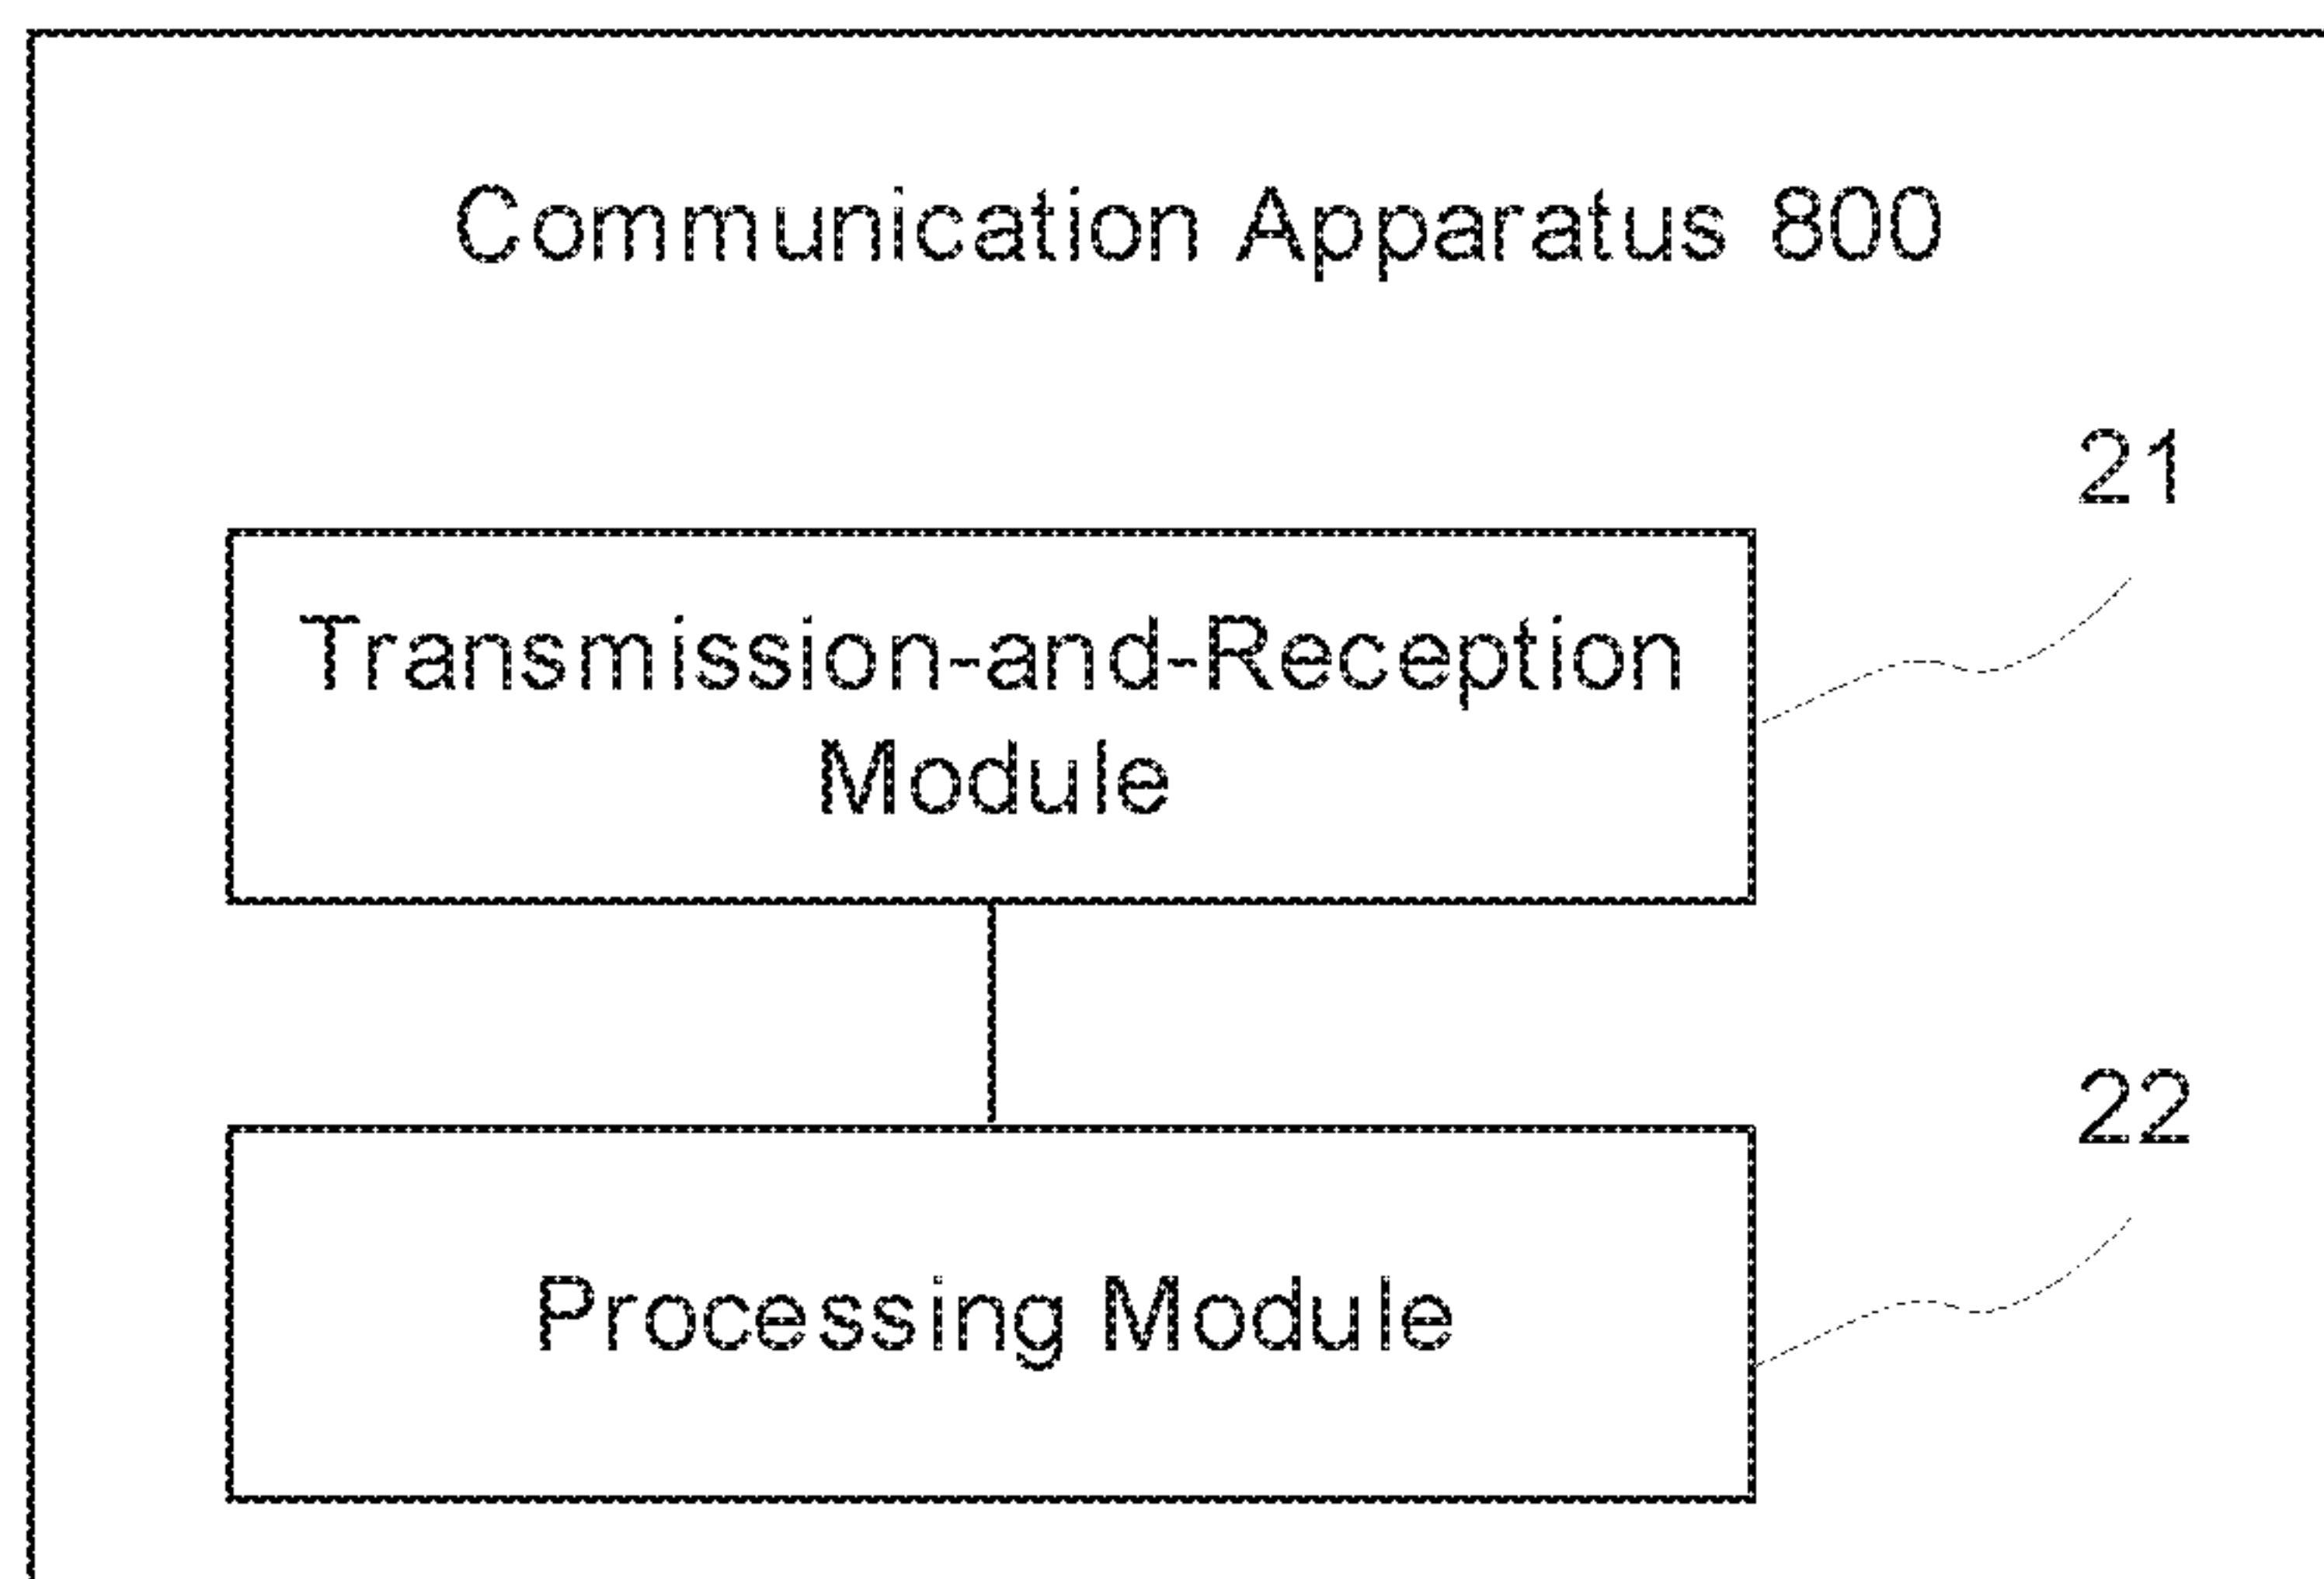 Communication Apparatus 800
21
Transmission-and-Reception
Module
22
Processing Module